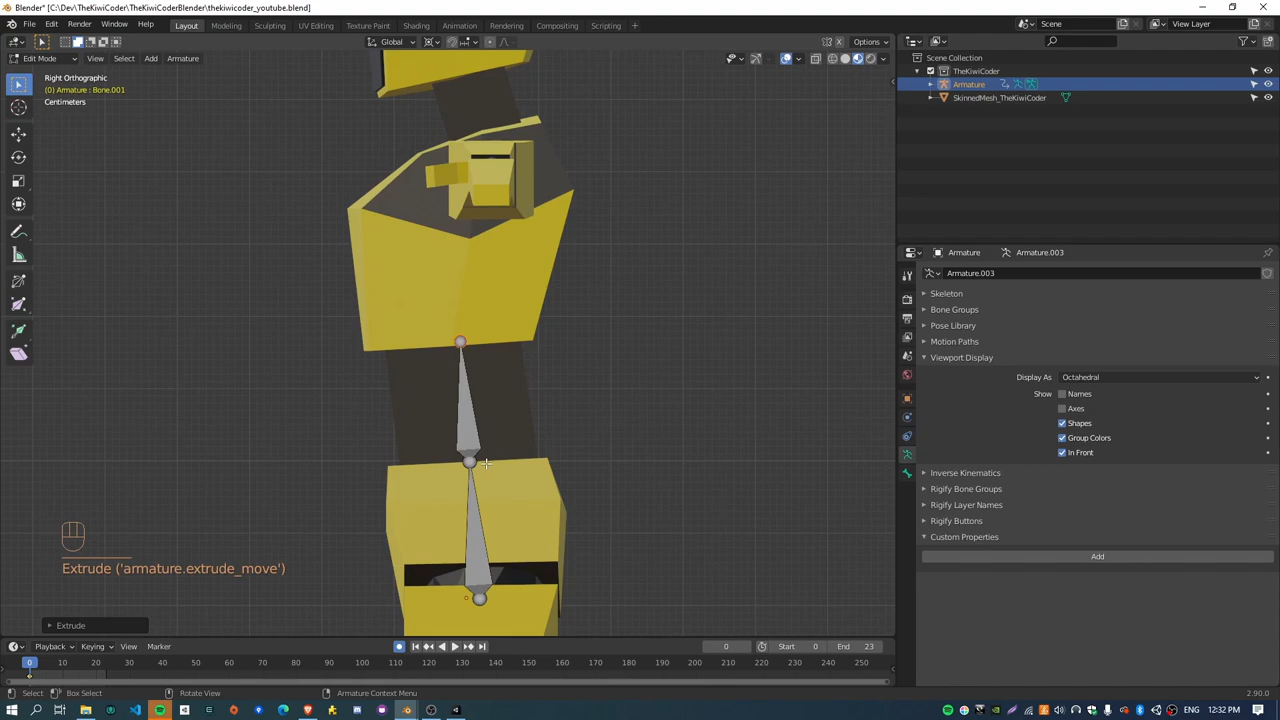 Blender* [C:\Dev\TheKiwiCoderBlender\thekiwicoder_youtube.blend]
File Edit Render Window Help Layout Modeling Sculpting UV Editing Texture Paint Shading Animation Rendering Compositing Scripting Scene View Layer
Global Options
Edit Mode View Select Add Armature
Right Orthographic
(0) Armature : Bone.001
Centimeters
Scene Collection
TheKiwiCoder
Armature
SkinnedMesh_TheKiwiCoder
Armature Armature.003
Armature.003
Skeleton
Bone Groups
Pose Library
Motion Paths
Viewport Display
Display As Octahedral
Show Names
Axes
Shapes
Group Colors
In Front
Inverse Kinematics
Rigify Bone Groups
Rigify Layer Names
Rigify Buttons
Custom Properties
Add
Extrude ('armature.extrude_move')
Extrude
Playback Keying View Marker 0 Start 0 End 23
0 10 20 30 40 50 60 70 80 90 100 110 120 130 140 150 160 170 180 190 200 210 220 230 240 250
Select Box Select Rotate View Armature Context Menu 2.90.0
ENG 12:32 PM